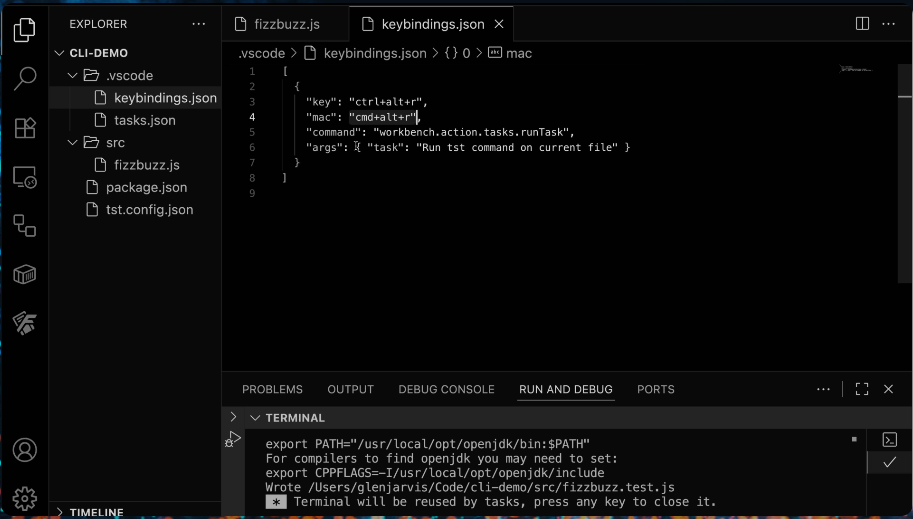 EXPLORER
CLI-DEMO
.vscode
keybindings.json
tasks.json
src
fizzbuzz.js
package.json
tst.config.json
TIMELINE
fizzbuzz.js
keybindings.json
.vscode > keybindings.json > {} 0 > abc mac
1 [
2 {
3 "key": "ctrl+alt+r",
4 "mac": "cmd+alt+r",
5 "command": "workbench.action.tasks.runTask",
6 "args": { "task": "Run tst command on current file" }
7 }
8 ]
9
PROBLEMS OUTPUT DEBUG CONSOLE RUN AND DEBUG PORTS
TERMINAL
export PATH="/usr/local/opt/openjdk/bin:$PATH"
For compilers to find openjdk you may need to set:
export CPPFLAGS=-I/usr/local/opt/openjdk/include
Wrote /Users/glenjarvis/Code/cli-demo/src/fizzbuzz.test.js
* Terminal will be reused by tasks, press any key to close it.